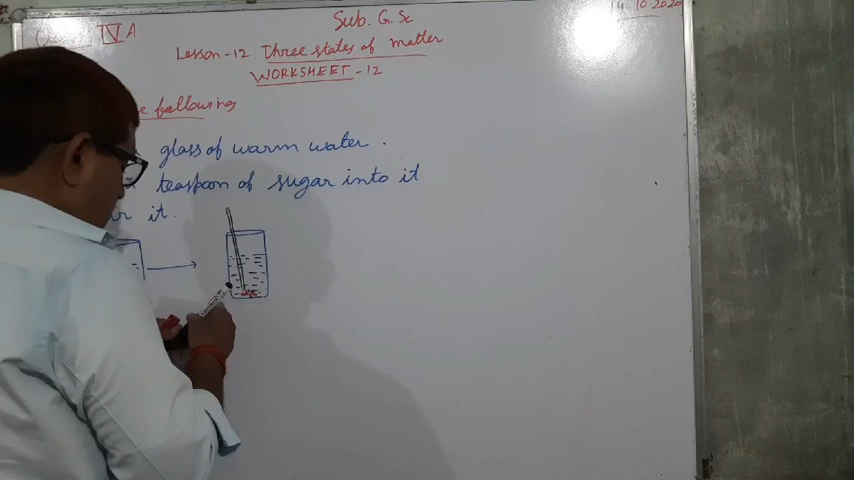 Sub. G. Sc
14 10.2020
IV A
Lesson-12 Three states of matter
WORKSHEET-12
following
glass of warm water.
teaspoon of sugar into it
it.